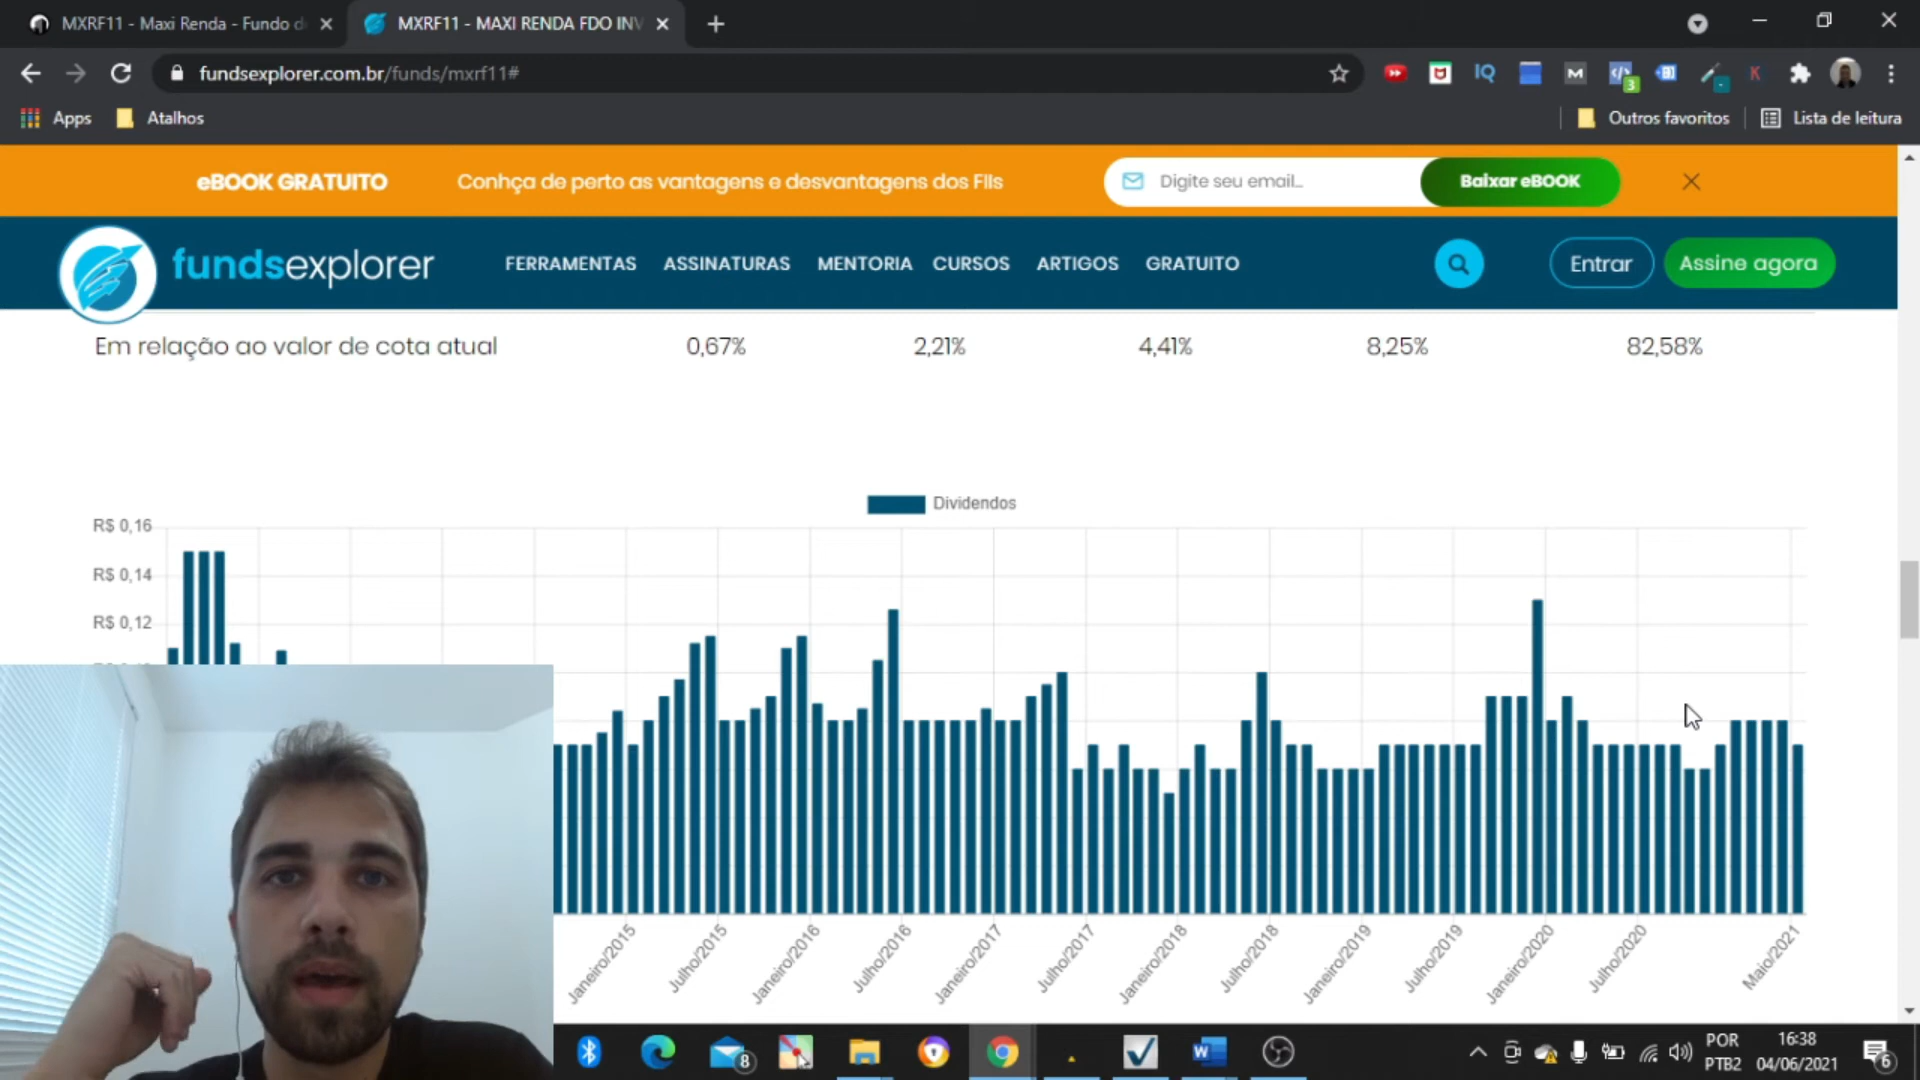 MXRF11 - Maxi Renda - Fundo d
MXRF11 - MAXI RENDA FDO INV
fundsexplorer.com.br/funds/mxrf11#
IQ
M
3
K
Apps
Atalhos
Outros favoritos
Lista de leitura
eBOOK GRATUITO
Conhça de perto as vantagens e desvantagens dos FIIs
Digite seu email...
Baixar eBOOK
fundsexplorer
FERRAMENTAS
ASSINATURAS
MENTORIA
CURSOS
ARTIGOS
GRATUITO
Entrar
Assine agora
Em relação ao valor de cota atual 0,67% 2,21% 4,41% 8,25% 82,58%
Dividendos
R$ 0,16
R$ 0,14
R$ 0,12
Janeiro/2015
Julho/2015
Janeiro/2016
Julho/2016
Janeiro/2017
Julho/2017
Janeiro/2018
Julho/2018
Janeiro/2019
Julho/2019
Janeiro/2020
Julho/2020
Maio/2021
8
W
POR
PTB2
16:38
04/06/2021
6